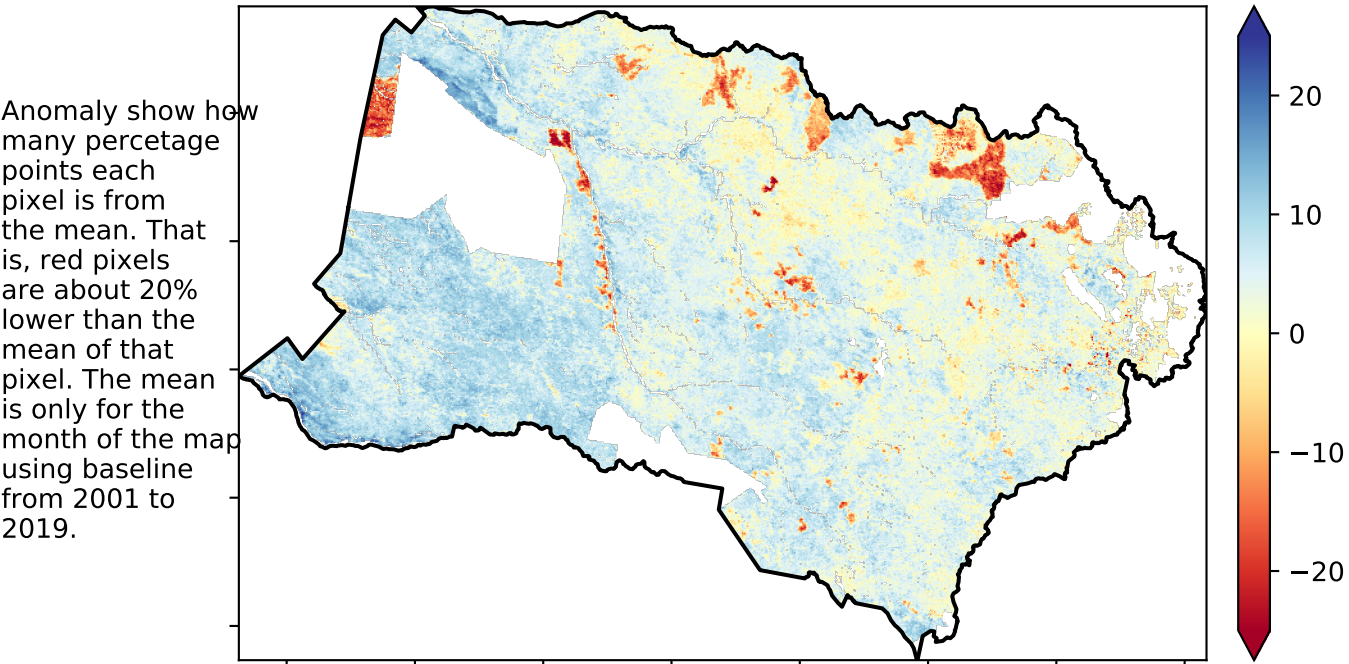 Anomaly show how
many percetage
points each
pixel is from
the mean. That
is, red pixels
are about 20%
lower than the
mean of that
pixel. The mean
is only for the
month of the map
using baseline
from 2001 to
2019.
20
10
0
−10
−20